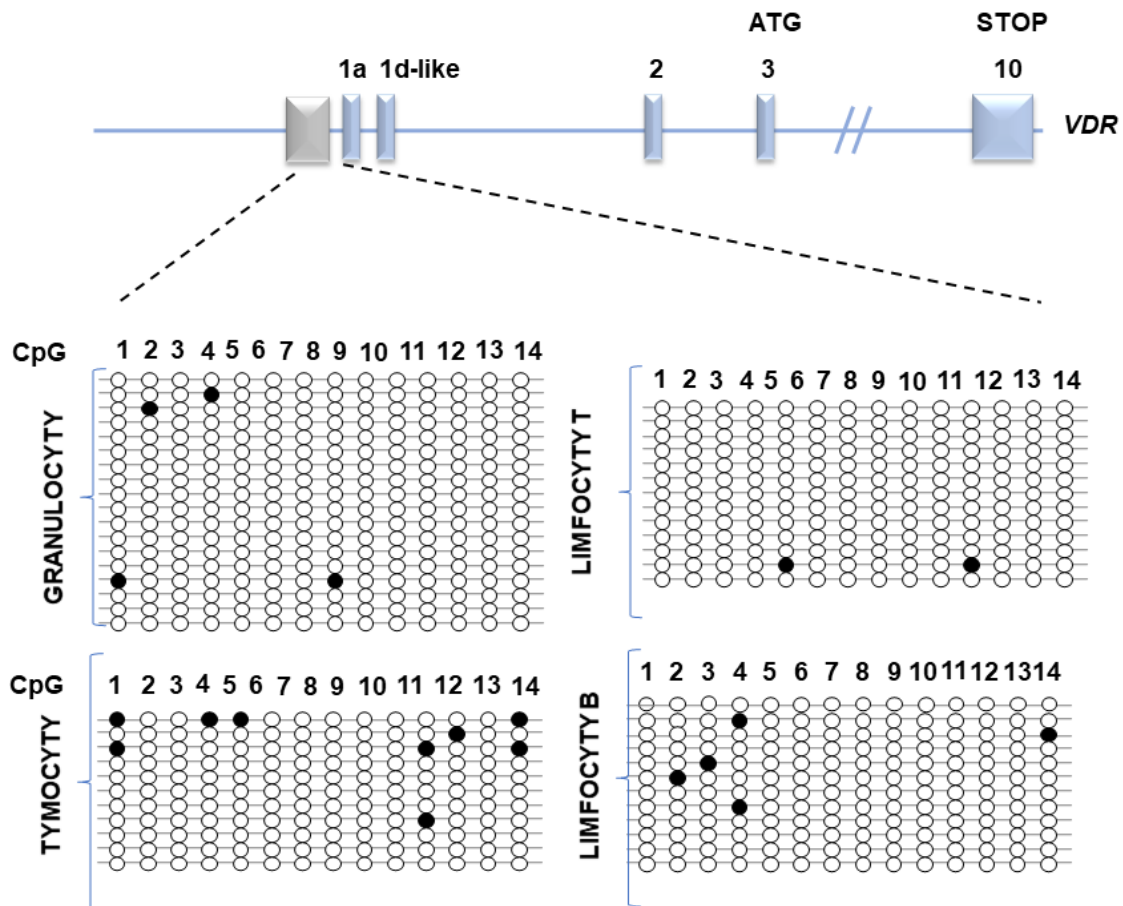 ATG STOP
1a 1d-like 2 3 10
VDR
CpG 1 2 3 4 5 6 7 8 9 10 11 12 13 14
GRANULOCYTY
1 2 3 4 5 6 7 8 9 10 11 12 13 14
LIMFOCYTY T
CpG 1 2 3 4 5 6 7 8 9 10 11 12 13 14
TYMOCYTY
1 2 3 4 5 6 7 8 9 10 11 12 13 14
LIMFOCYTY B